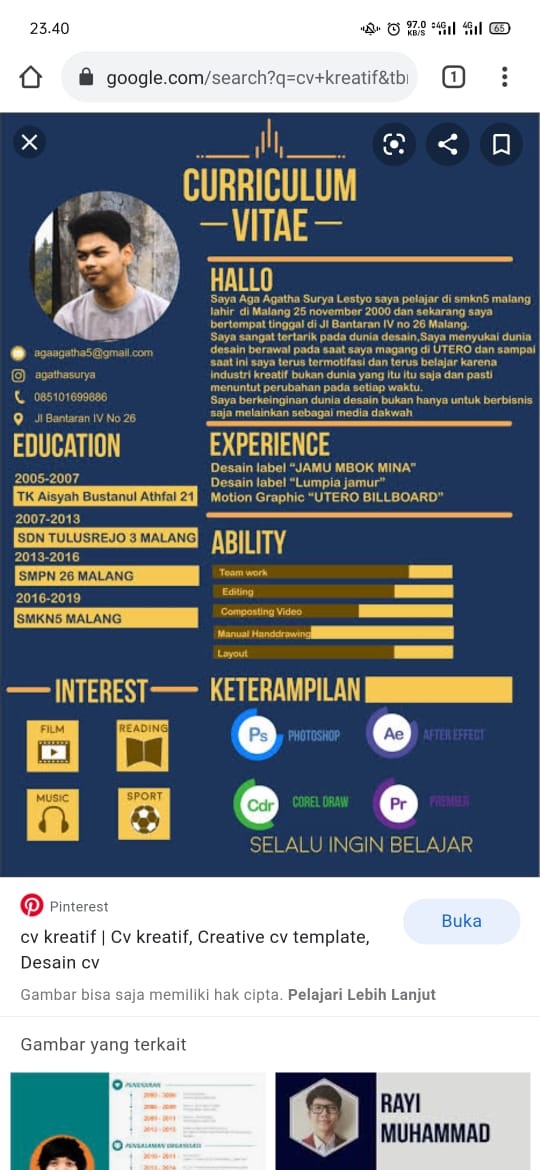 23.40
97.0
KB/S
4G
4G
65
google.com/search?q=cv+kreatif&tb
1
CURRICULUM
VITAE
HALLO
Saya Aga Agatha Surya Lestyo saya pelajar di smkn5 malang
lahir di Malang 25 november 2000 dan sekarang saya
bertempat tinggal di Jl Bantaran IV no 26 Malang.
Saya sangat tertarik pada dunia desain,Saya menyukai dunia
desain berawal pada saat saya magang di UTERO dan sampai
saat ini saya terus termotifasi dan terus belajar karena
industri kreatif bukan dunia yang itu itu saja dan pasti
menuntut perubahan pada setiap waktu.
Saya berkeinginan dunia desain bukan hanya untuk berbisnis
saja melainkan sebagai media dakwah
agaagatha5@gmail.com
agathasurya
085101699886
Jl Bantaran IV No 26
EDUCATION
2005-2007
TK Aisyah Bustanul Athfal 21
2007-2013
SDN TULUSREJO 3 MALANG
2013-2016
SMPN 26 MALANG
2016-2019
SMKN5 MALANG
EXPERIENCE
Desain label “JAMU MBOK MINA”
Desain label “Lumpia jamur”
Motion Graphic “UTERO BILLBOARD”
ABILITY
Team work
Editing
Composting Video
Manual Handdrawing
Layout
INTEREST
FILM
READING
MUSIC
SPORT
KETERAMPILAN
Ps PHOTOSHOP
Ae AFTER EFFECT
Cdr COREL DRAW
Pr PREMIER
SELALU INGIN BELAJAR
Pinterest
cv kreatif | Cv kreatif, Creative cv template,
Desain cv
Buka
Gambar bisa saja memiliki hak cipta. Pelajari Lebih Lanjut
Gambar yang terkait
PENDIDIKAN
PENGALAMAN ORGANISASI
2010 - 2011
RAYI
MUHAMMAD